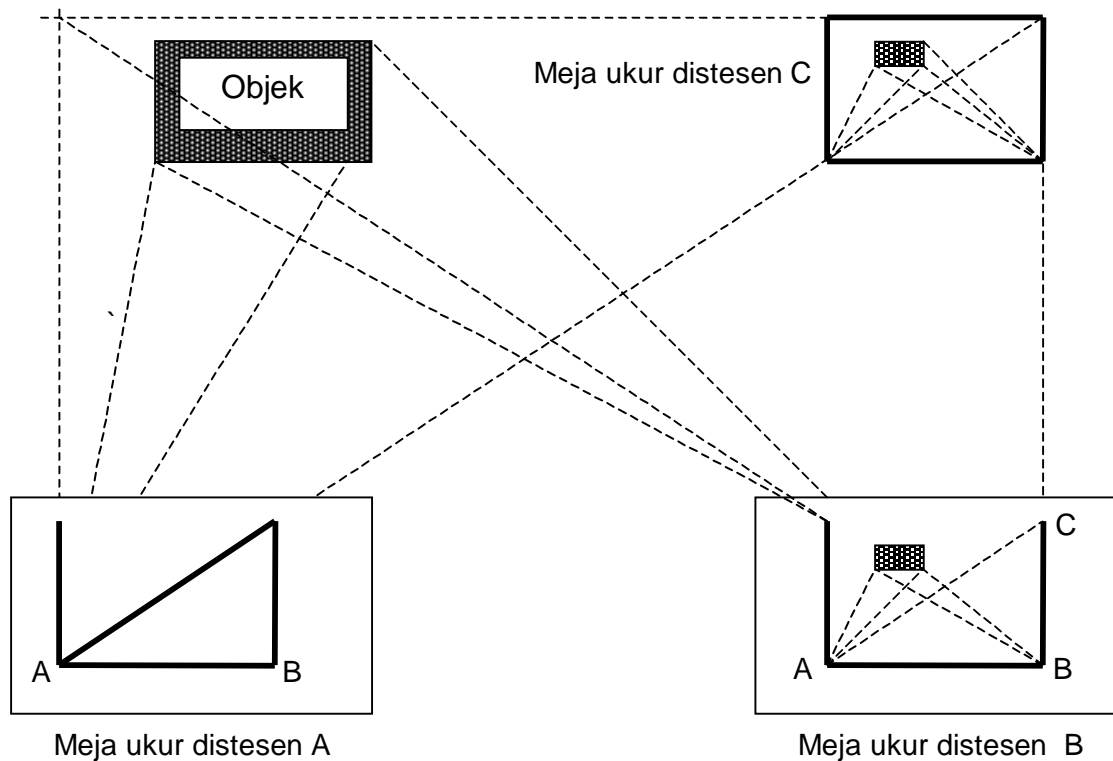 Objek
Meja ukur distesen C
C
A
B
A
B
Meja ukur distesen A
Meja ukur distesen B